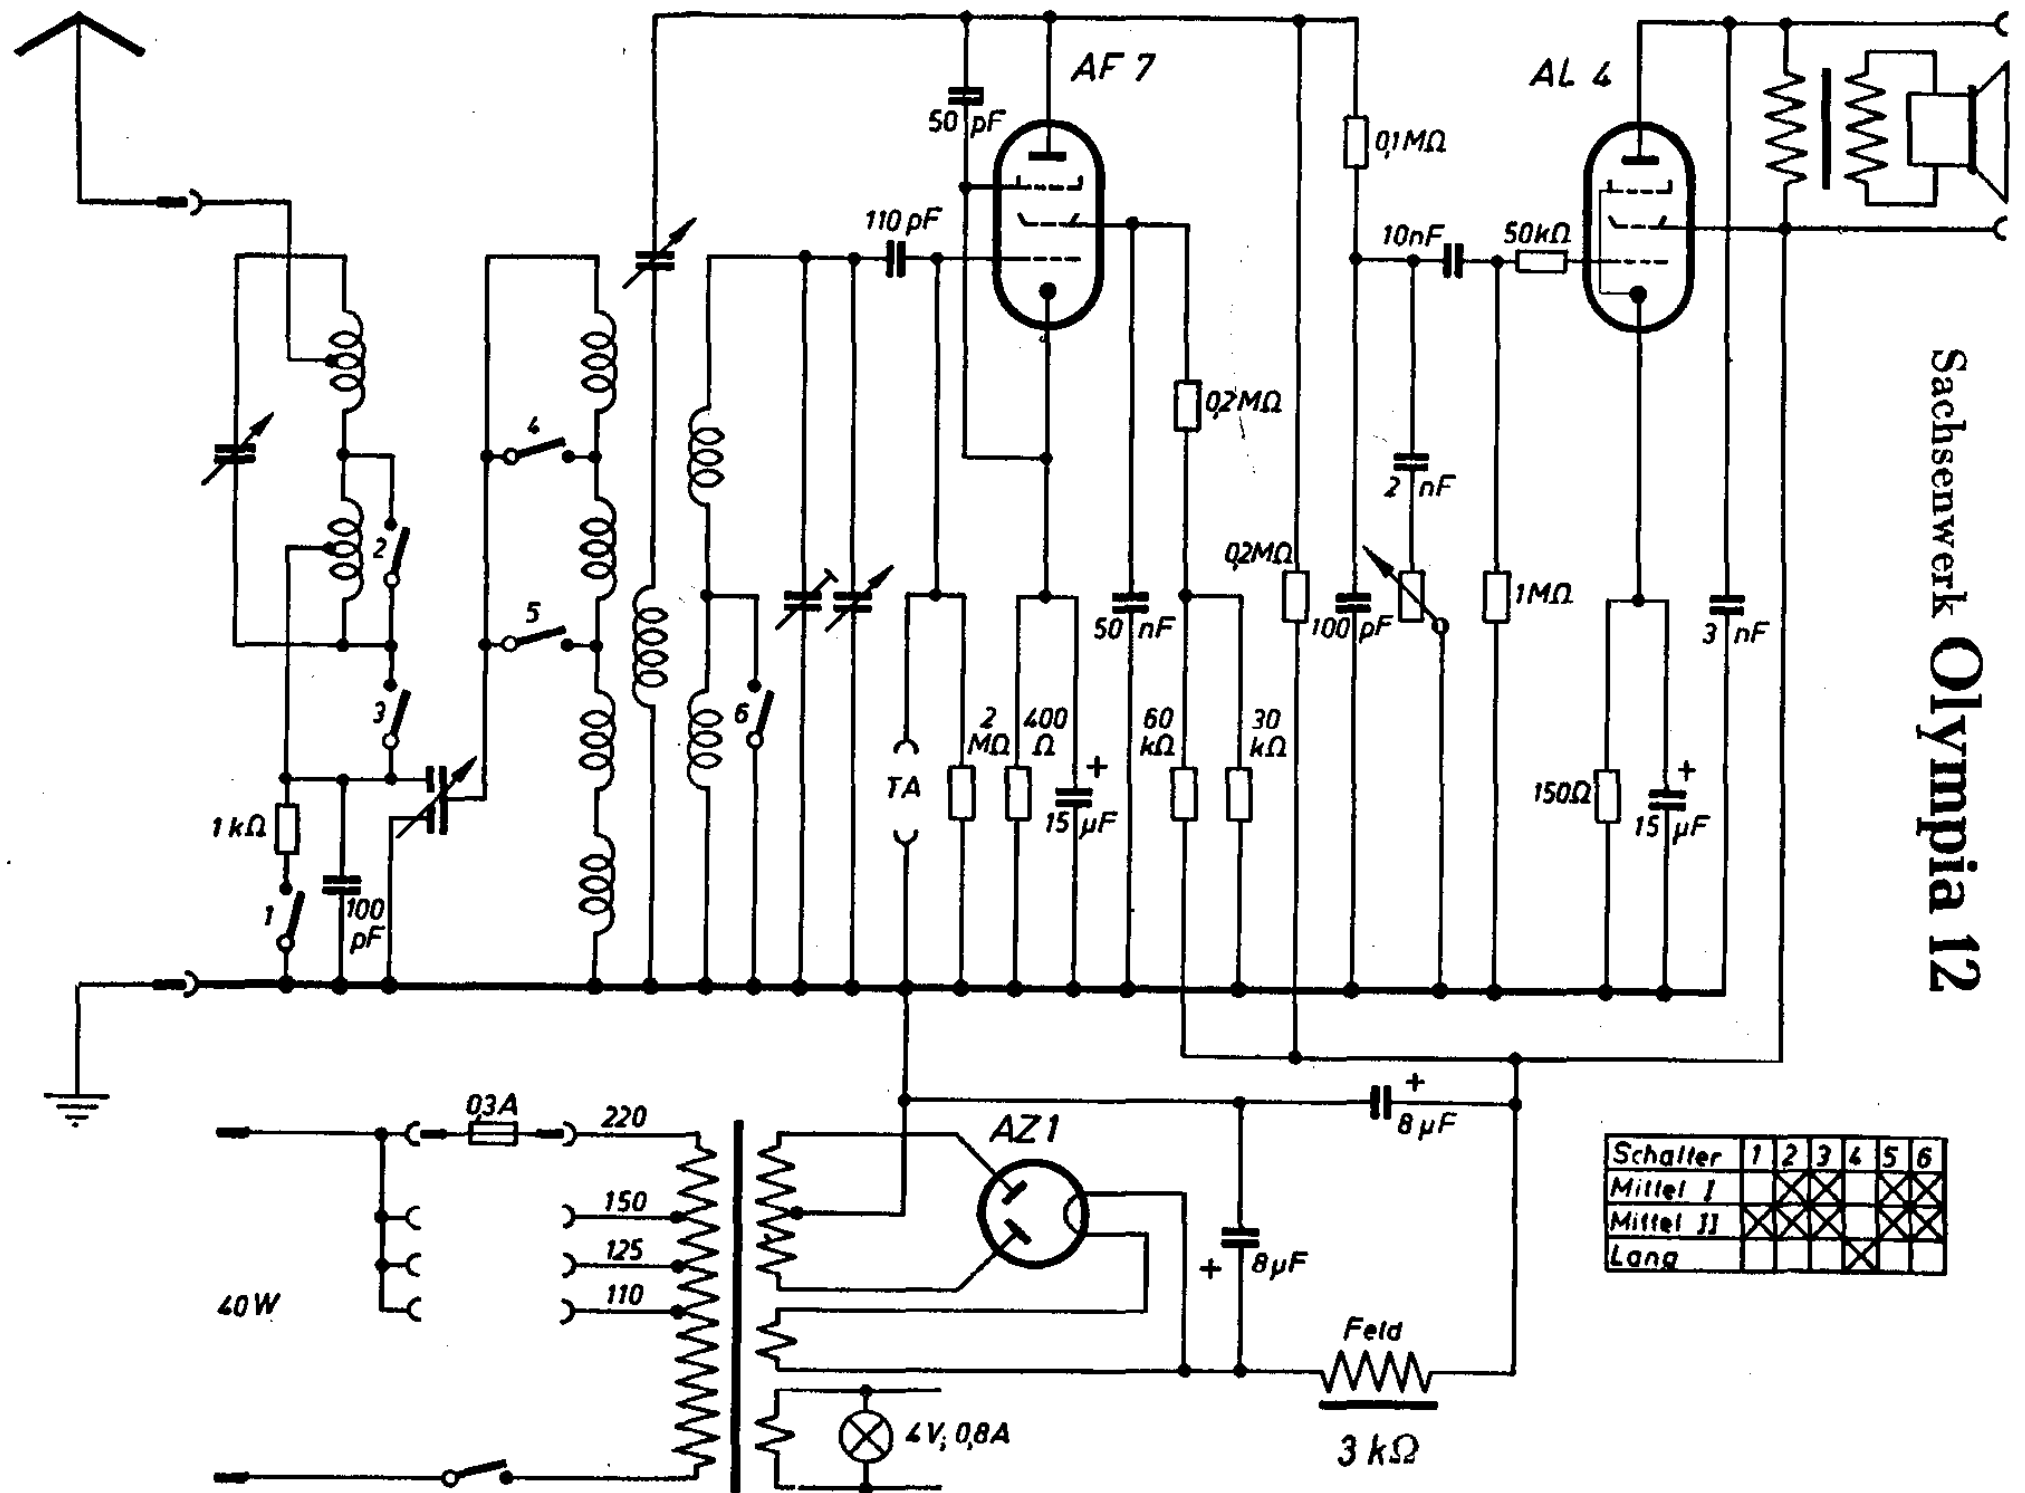 AF 7
AL 4
50 pF
0,1MΩ
110 pF
10nF
50kΩ
0,2MΩ
4
2 nF
2
0,2MΩ
1MΩ
5
100 pF
50 nF
3 nF
3
6
2 MΩ
400 Ω
60 kΩ
30 kΩ
TA
+
15 µF
150Ω
+
15 µF
1 kΩ
1
100 pF
Sachsenwerk Olympia 12
0,3A
220
AZ1
+
8 µF
150
125
110
40W
+
8µF
Feld
3 kΩ
4V; 0,8A
Schalter 1 2 3 4 5 6
Mittel I
Mittel II
Lang